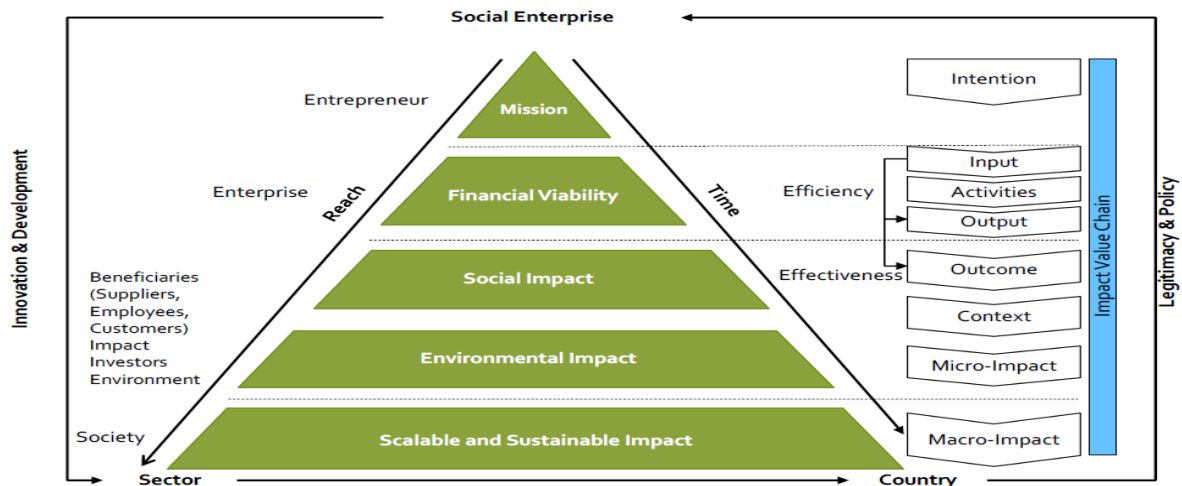 Social Enterprise
Entrepreneur
Mission
Intention
Enterprise
Reach
Financial Viability
Time
Efficiency
Input
Activities
Output
Innovation & Development
Beneficiaries
(Suppliers,
Employees,
Customers)
Impact
Investors
Environment
Social Impact
Effectiveness
Outcome
Context
Environmental Impact
Micro-Impact
Society
Scalable and Sustainable Impact
Macro-Impact
Impact Value Chain
Legitimacy & Policy
Sector
Country